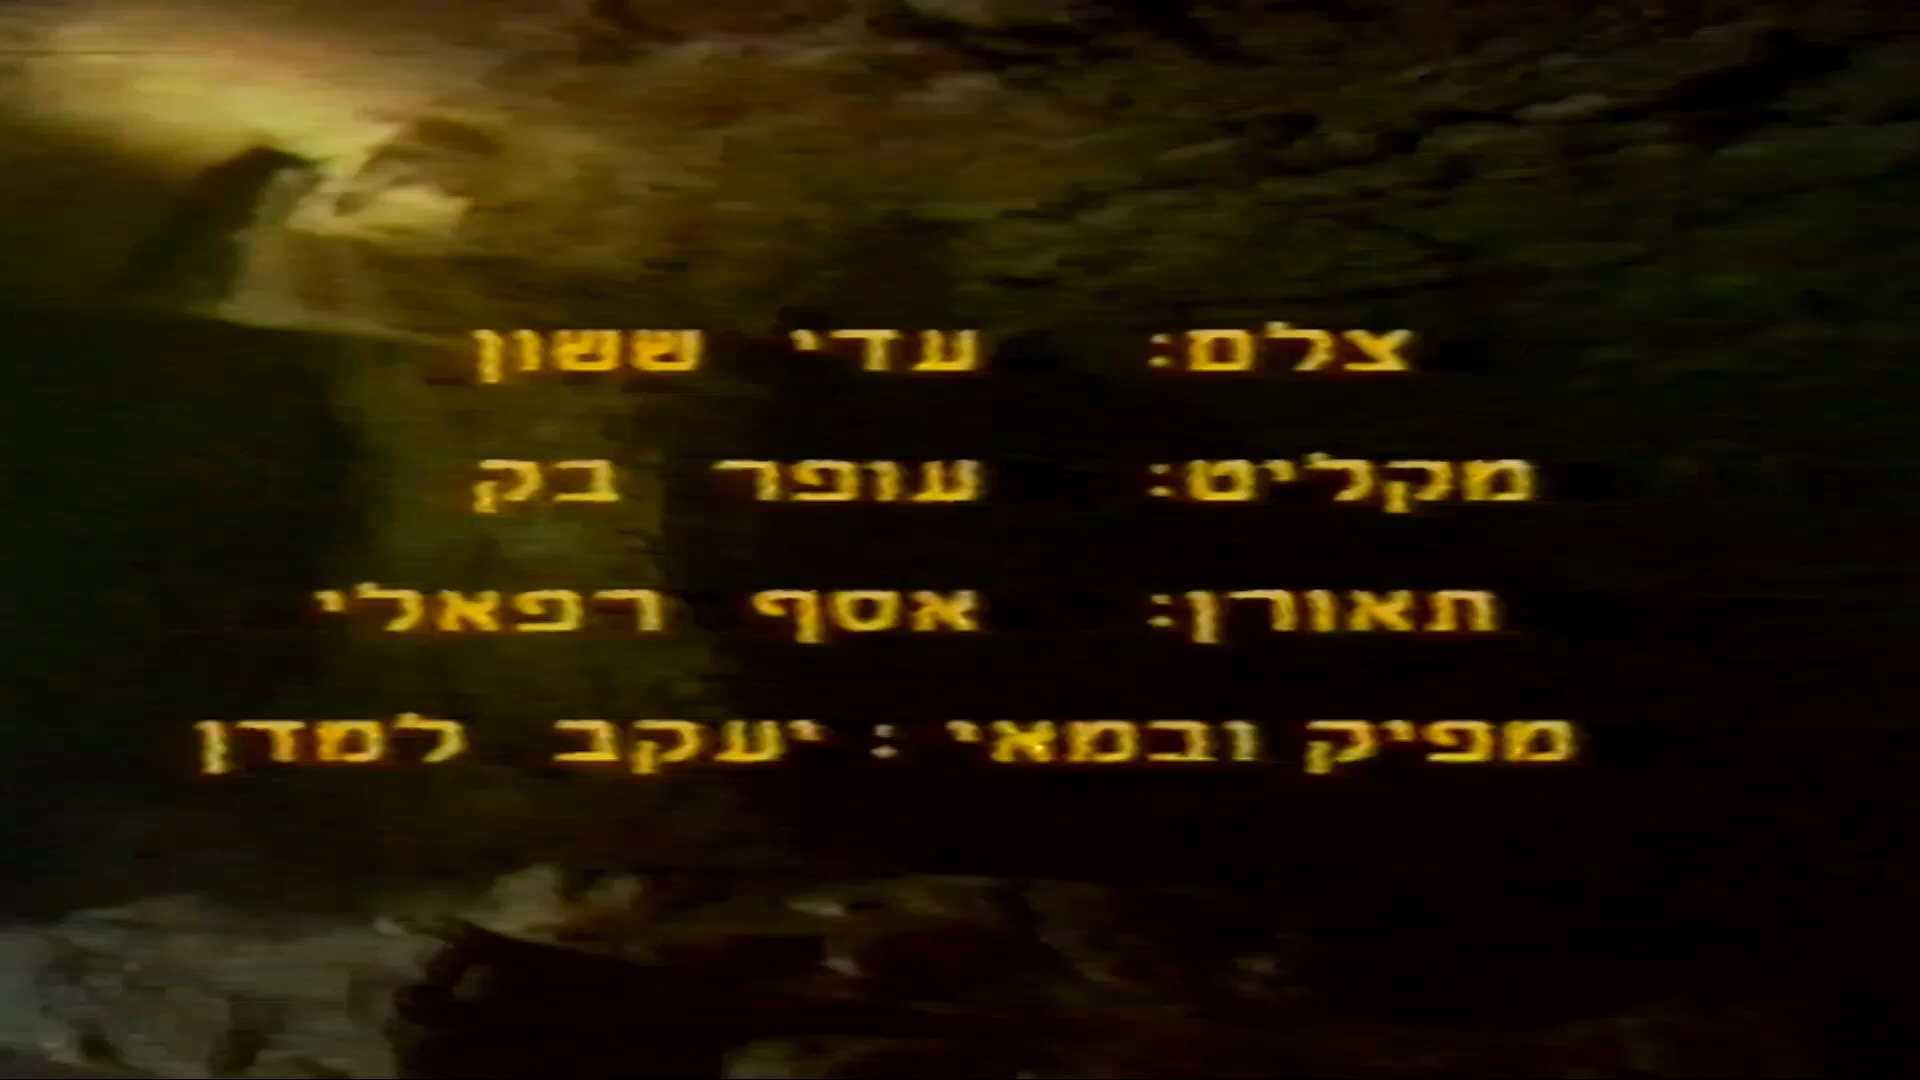 צלם: עדי ששון
מקליט: עופר בק
תאורן: אסף רפאלי
מפיק ובמאי : יעקב למדן